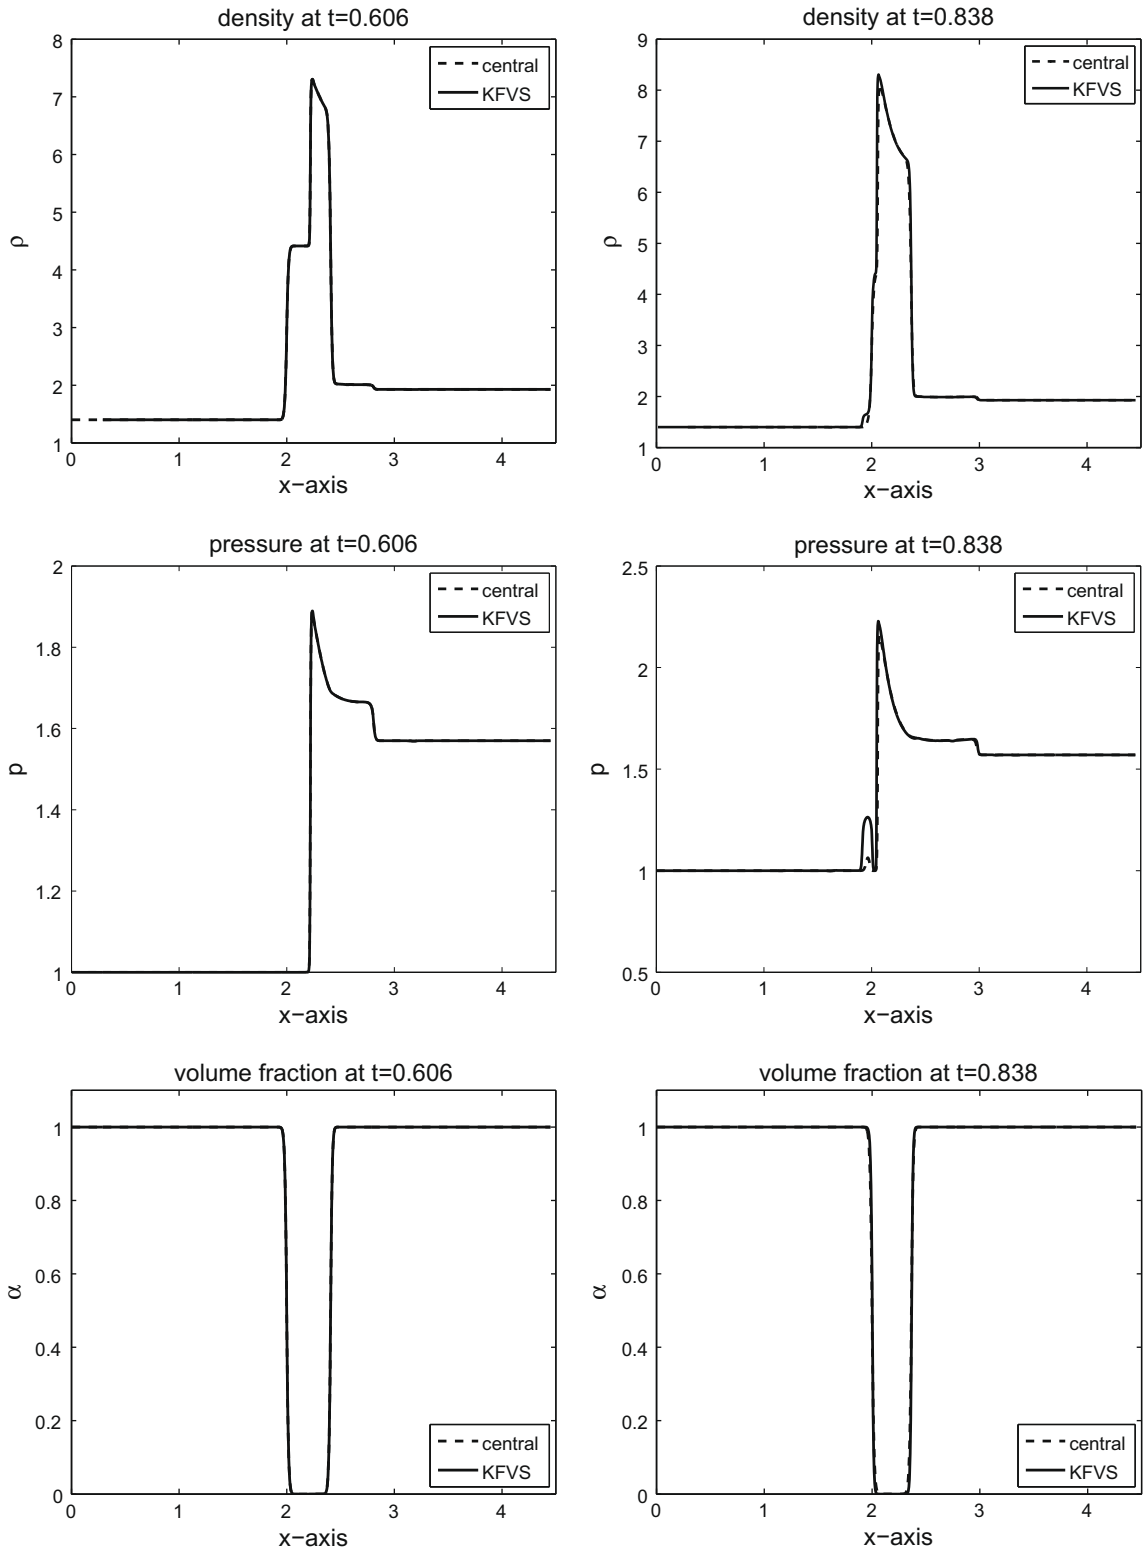 density at t=0.606
8
7
6
5
4
3
2
1
ρ
0 1 2 3 4
x−axis
central
KFVS
density at t=0.838
9
8
7
6
5
4
3
2
1
ρ
0 1 2 3 4
x−axis
central
KFVS
pressure at t=0.606
2
1.8
1.6
1.4
1.2
1
p
0 1 2 3 4
x−axis
central
KFVS
pressure at t=0.838
2.5
2
1.5
1
0.5
p
0 1 2 3 4
x−axis
central
KFVS
volume fraction at t=0.606
1
0.8
0.6
0.4
0.2
0
α
0 1 2 3 4
x−axis
central
KFVS
volume fraction at t=0.838
1
0.8
0.6
0.4
0.2
0
α
0 1 2 3 4
x−axis
central
KFVS